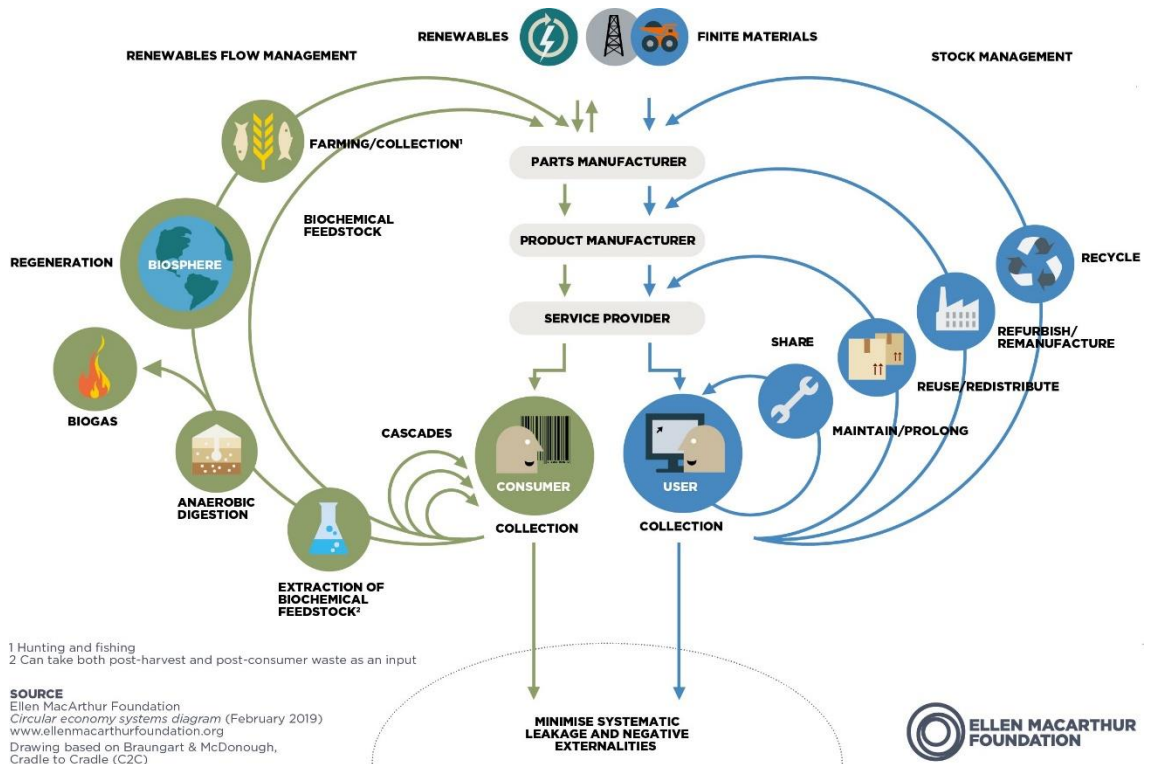 RENEWABLES
FINITE MATERIALS
RENEWABLES FLOW MANAGEMENT
STOCK MANAGEMENT
FARMING/COLLECTION¹
PARTS MANUFACTURER
BIOCHEMICAL
FEEDSTOCK
PRODUCT MANUFACTURER
REGENERATION
BIOSPHERE
RECYCLE
SERVICE PROVIDER
SHARE
REFURBISH/
REMANUFACTURE
REUSE/REDISTRIBUTE
BIOGAS
CASCADES
MAINTAIN/PROLONG
CONSUMER
USER
ANAEROBIC
DIGESTION
COLLECTION
COLLECTION
EXTRACTION OF
BIOCHEMICAL
FEEDSTOCK²
1 Hunting and fishing
2 Can take both post-harvest and post-consumer waste as an input
SOURCE
Ellen MacArthur Foundation
Circular economy systems diagram (February 2019)
www.ellenmacarthurfoundation.org
Drawing based on Braungart & McDonough,
Cradle to Cradle (C2C)
MINIMISE SYSTEMATIC
LEAKAGE AND NEGATIVE
EXTERNALITIES
ELLEN MACARTHUR
FOUNDATION